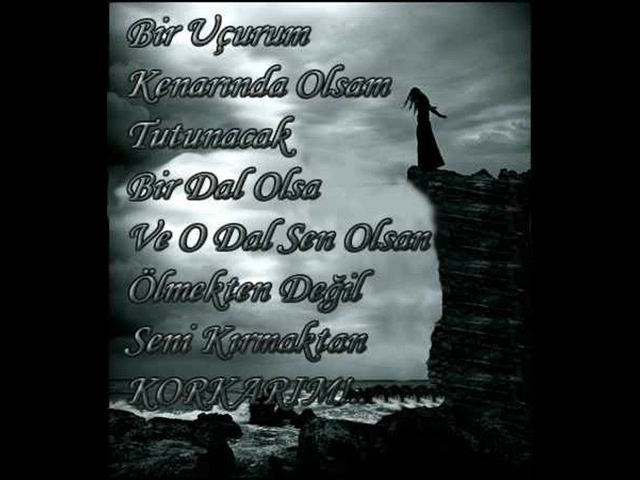 Bir Uçurum
Kenarında Olsam
Tutunacak
Bir Dal Olsa
Ve O Dal Sen Olsan
Ölmekten Değil
Seni Kırmaktan
KORKARIM!...